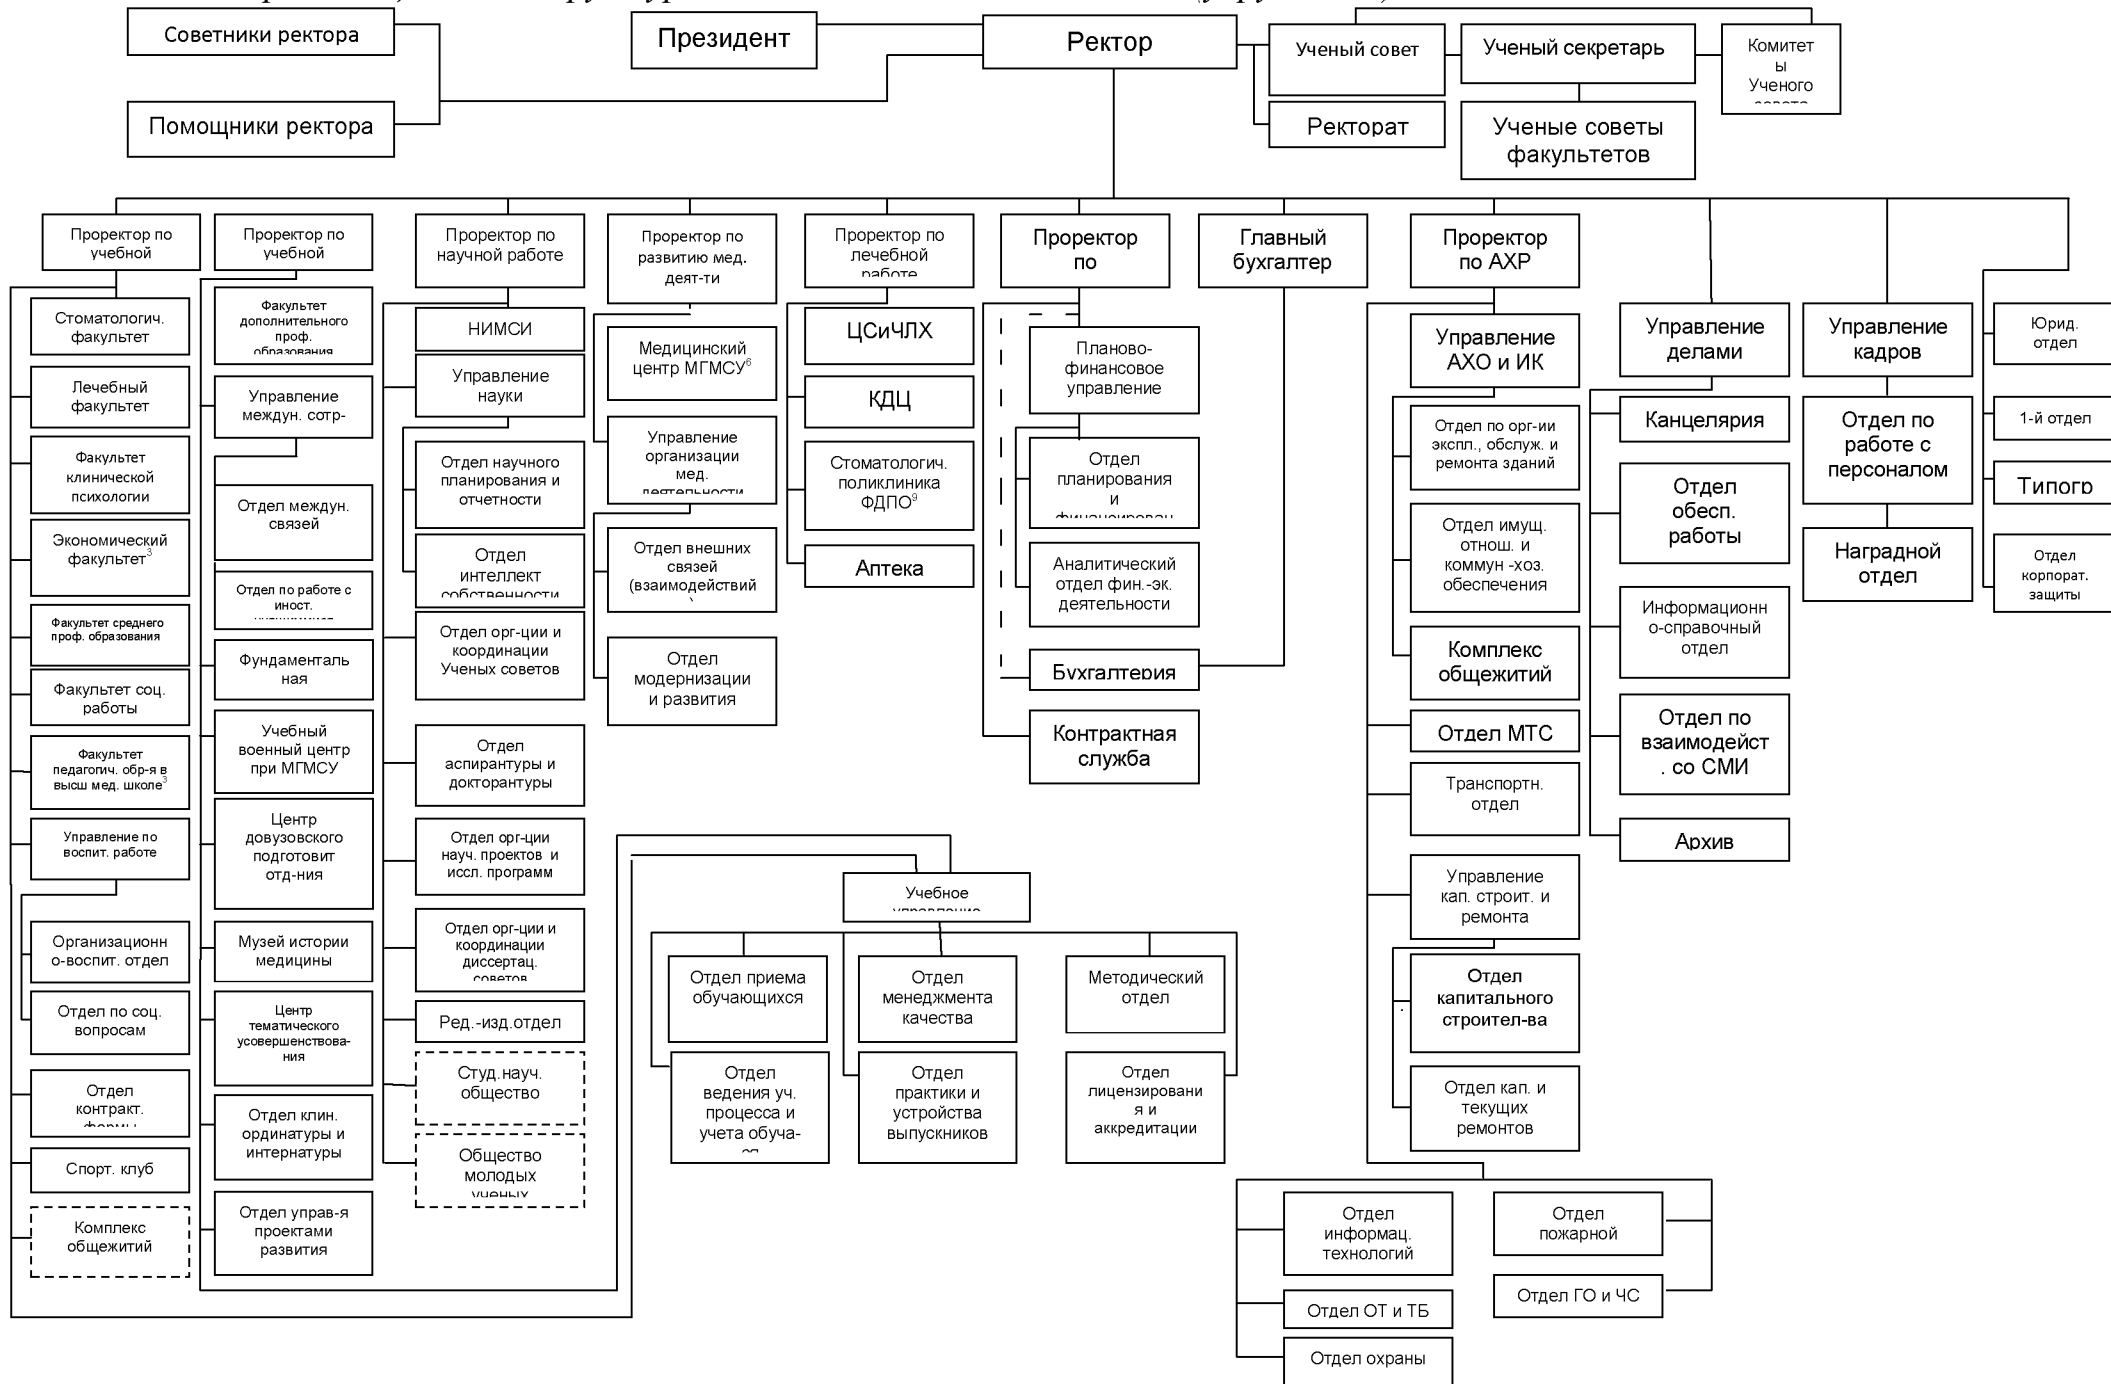 Советники ректора
Президент
Ректор
Ученый совет
Ученый секретарь
Комитет
ы
Ученого
Помощники ректора
Ректорат
Ученые советы
факультетов
Проректор по
учебной
Проректор по
учебной
Проректор по
научной работе
Проректор по
развитию мед.
деят-ти
Проректор по
лечебной
работе
Проректор
по
Главный
бухгалтер
Проректор
по АХР
Стоматологич.
факультет
Лечебный
факультет
Факультет
клинической
психологии
Экономический
факультет3
Факультет среднего
проф. образования
Факультет соц.
работы
Факультет
педагогич. обр-я в
высш мед. школе3
Управление по
воспит. работе
Организационн
о-воспит. отдел
Отдел по соц.
вопросам
Отдел
контракт.
формы
Спорт. клуб
Комплекс
общежитий
Факультет
дополнительного
проф.
образования
Управление
междун. сотр-
Отдел междун.
связей
Отдел по работе с
иност.
Фундаменталь
ная
Учебный
военный центр
при МГМСУ
Центр
довузовского
подготовит
отд-ния
Музей истории
медицины
Центр
тематического
усовершенствова-
ния
Отдел клин.
ординатуры и
интернатуры
Отдел управ-я
проектами
развития
НИМСИ
Управление
науки
Отдел научного
планирования и
отчетности
Отдел
интеллект
собственности
Отдел орг-ции и
координации
Ученых советов
Отдел
аспирантуры и
докторантуры
Отдел орг-ции
науч. проектов и
иссл. программ
Отдел орг-ции и
координации
диссертац.
советов
Ред.-изд.отдел
Студ.науч.
общество
Общество
молодых
ученых
Медицинский
центр МГМСУ6
Управление
организации
мед.
деятельности
Отдел внешних
связей
(взаимодействий
)
Отдел
модернизации
и развития
ЦСиЧЛХ
КДЦ
Стоматологич.
поликлиника
ФДПО9
Аптека
Планово-
финансовое
управление
Отдел
планирования
и
финансирован
Аналитический
отдел фин.-эк.
деятельности
Бухгалтерия
Контрактная
служба
Управление
АХО и ИК
Отдел по орг-ии
экспл., обслуж. и
ремонта зданий
Отдел имущ.
отнош. и
коммун -хоз.
обеспечения
Комплекс
общежитий
Отдел МТС
Транспортн.
отдел
Управление
кап. строит. и
ремонта
Отдел
капитального
строител-ва
Отдел кап. и
текущих
ремонтов
Управление
делами
Канцелярия
Отдел
обесп.
работы
Информационн
о-справочный
отдел
Отдел по
взаимодейст
. со СМИ
Архив
Управление
кадров
Отдел по
работе с
персоналом
Наградной
отдел
Юрид.
отдел
1-й отдел
Типогр
Отдел
корпорат.
защиты
Учебное
управление
Отдел приема
обучающихся
Отдел
менеджмента
качества
Методический
отдел
Отдел
ведения уч.
процесса и
учета обуча-
Отдел
практики и
устройства
выпускников
Отдел
лицензировани
я и
аккредитации
Отдел
информац.
технологий
Отдел
пожарной
Отдел ОТ и ТБ
Отдел ГО и ЧС
Отдел охраны